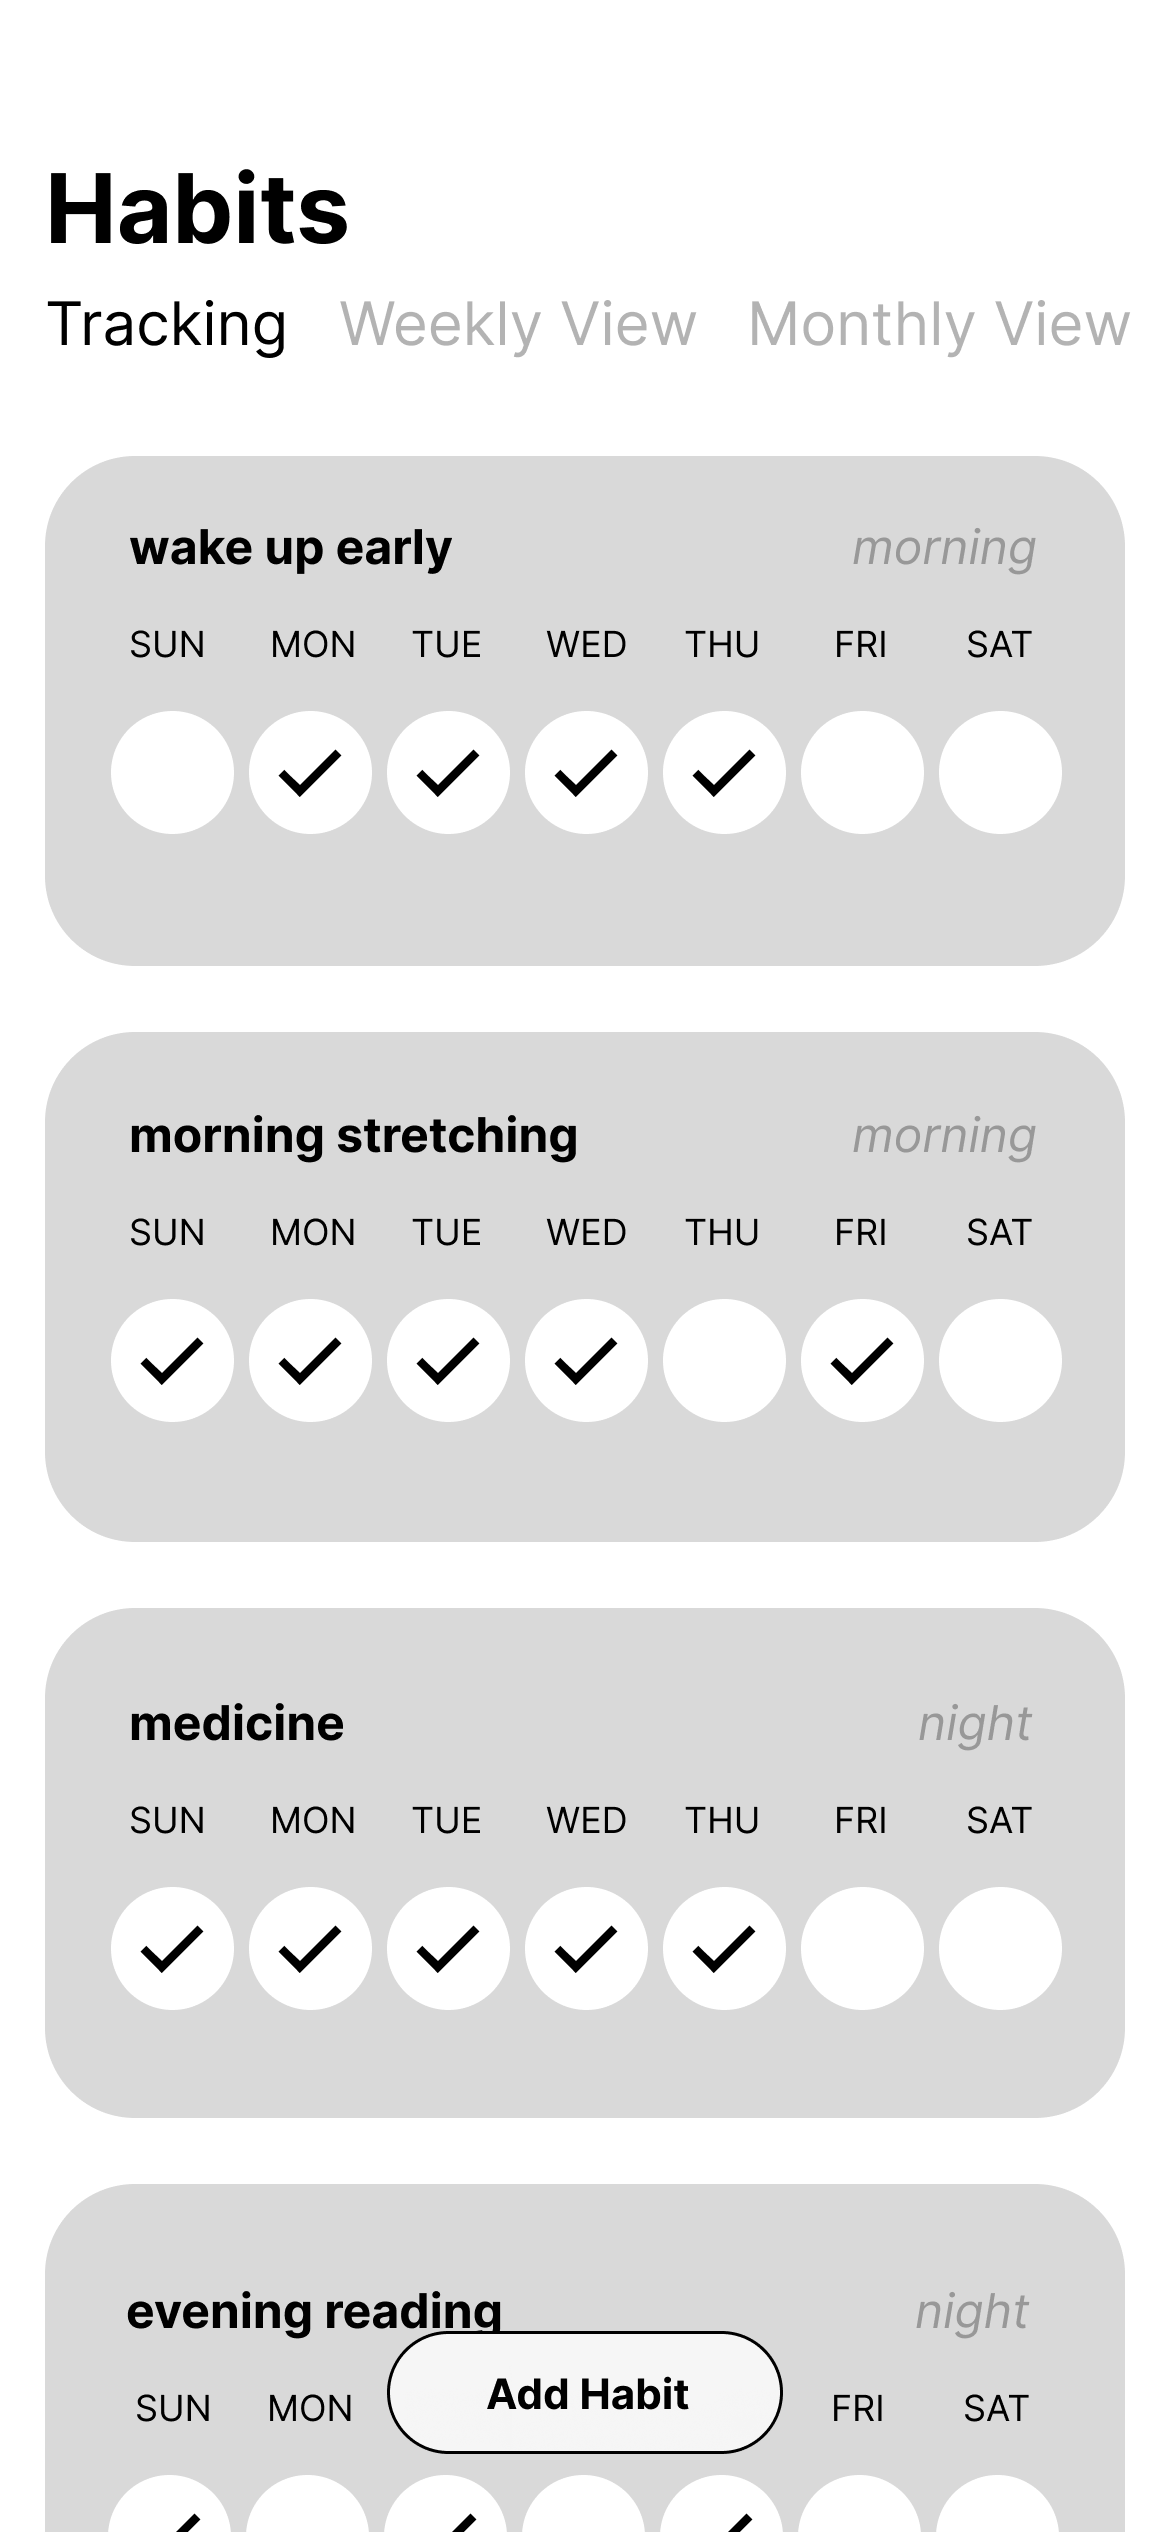 Habits
Tracking Weekly View Monthly View
wake up early morning
SUN MON TUE WED THU FRI SAT
morning stretching morning
SUN MON TUE WED THU FRI SAT
medicine night
SUN MON TUE WED THU FRI SAT
evening reading night
SUN MON FRI SAT
Add Habit